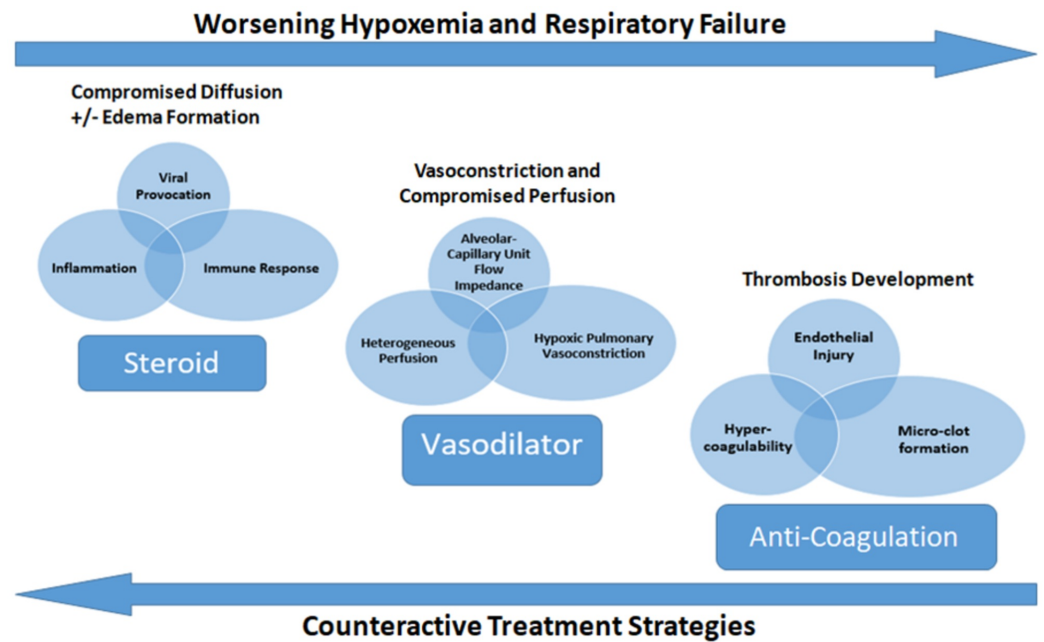 Worsening Hypoxemia and Respiratory Failure
Compromised Diffusion
+/- Edema Formation
Viral
Provocation
Inflammation
Immune Response
Steroid
Vasoconstriction and
Compromised Perfusion
Alveolar-
Capillary Unit
Flow
Impedance
Heterogeneous
Perfusion
Hypoxic Pulmonary
Vasoconstriction
Vasodilator
Thrombosis Development
Endothelial
Injury
Hyper-
coagulability
Micro-clot
formation
Anti-Coagulation
Counteractive Treatment Strategies